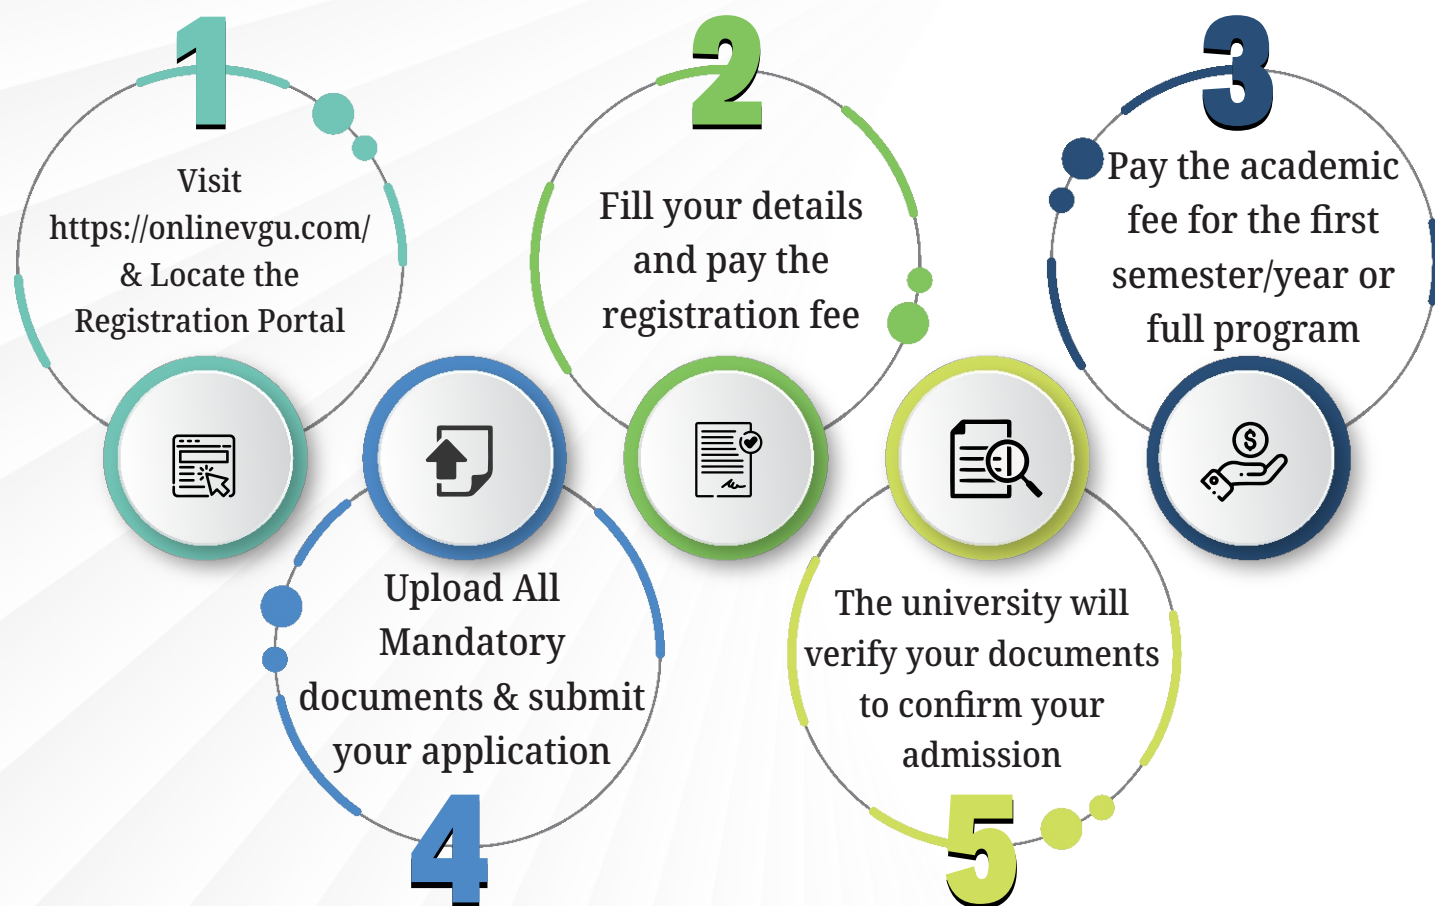 1
Visit
https://onlinevgu.com/
& Locate the
Registration Portal
2
Fill your details
and pay the
registration fee
3
Pay the academic
fee for the first
semester/year or
full program
Upload All
Mandatory
documents & submit
your application
4
The university will
verify your documents
to confirm your
admission
5